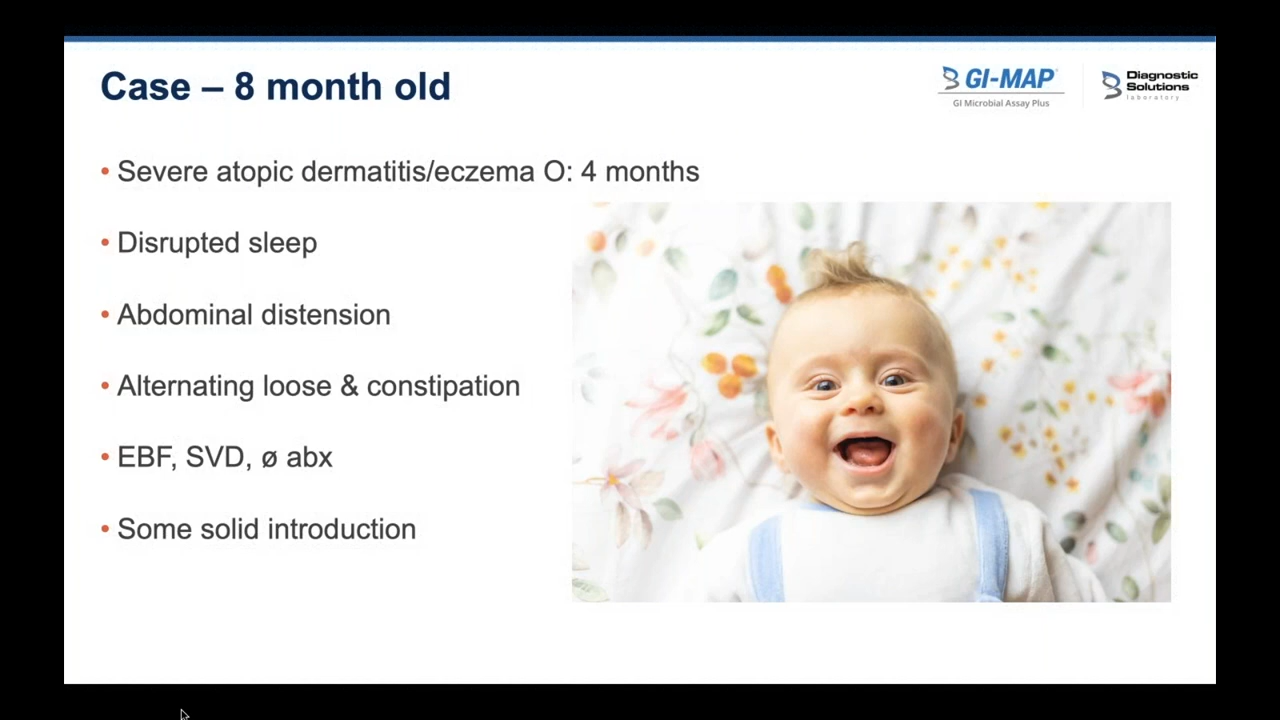 Case – 8 month old
GI-MAP®
GI Microbial Assay Plus
Diagnostic
Solutions
laboratory
• Severe atopic dermatitis/eczema O: 4 months
• Disrupted sleep
• Abdominal distension
• Alternating loose & constipation
• EBF, SVD, ø abx
• Some solid introduction